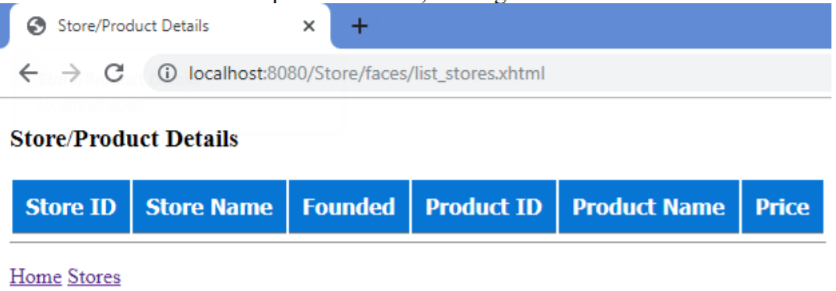 Store/Product Details
localhost:8080/Store/faces/list_stores.xhtml
Store/Product Details
Store ID Store Name Founded Product ID Product Name Price
Home Stores